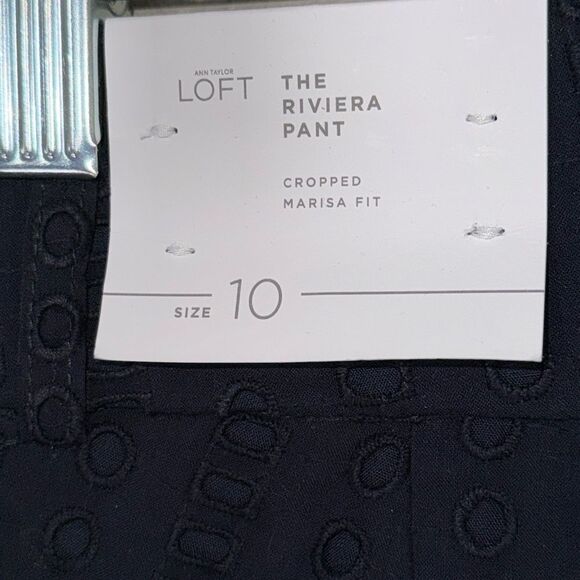 ANN TAYLOR
LOFT
THE
RIVIERA
PANT
CROPPED
MARISA FIT
SIZE 10